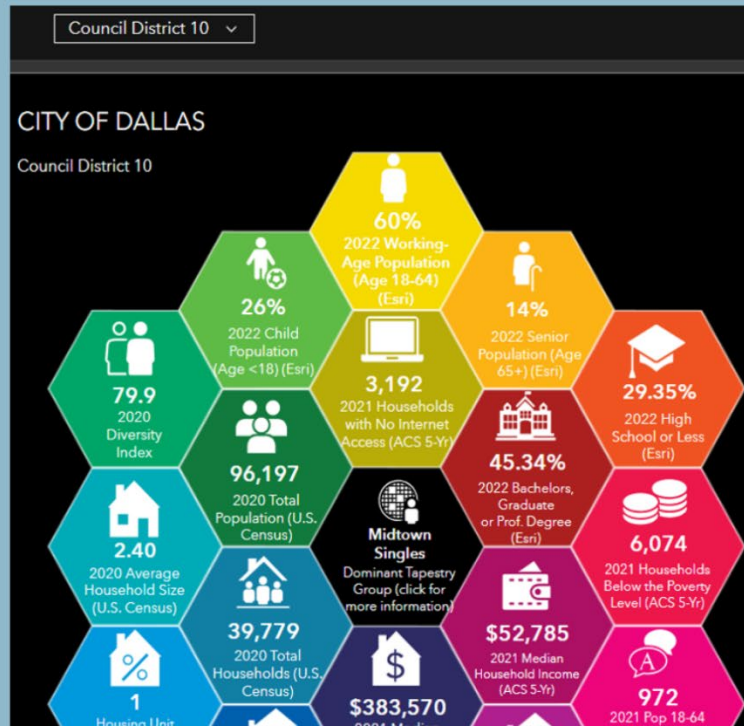 Council District 10
CITY OF DALLAS
Council District 10
60%
2022 Working-
Age Population
(Age 18-64)
(Esri)
26%
2022 Child
Population
(Age <18) (Esri)
14%
2022 Senior
Population (Age
65+) (Esri)
79.9
2020
Diversity
Index
3,192
2021 Households
with No Internet
Access (ACS 5-Yr)
29.35%
2022 High
School or Less
(Esri)
96,197
2020 Total
Population (U.S.
Census)
45.34%
2022 Bachelors,
Graduate
or Prof. Degree
(Esri)
2.40
2020 Average
Household Size
(U.S. Census)
Midtown
Singles
Dominant Tapestry
Group (click for
more information)
6,074
2021 Households
Below the Poverty
Level (ACS 5-Yr)
39,779
2020 Total
Households (U.S.
Census)
$52,785
2021 Median
Household Income
(ACS 5-Yr)
%
1
Housing Unit
$
$383,570
2021 Median
A
972
2021 Pop 18-64